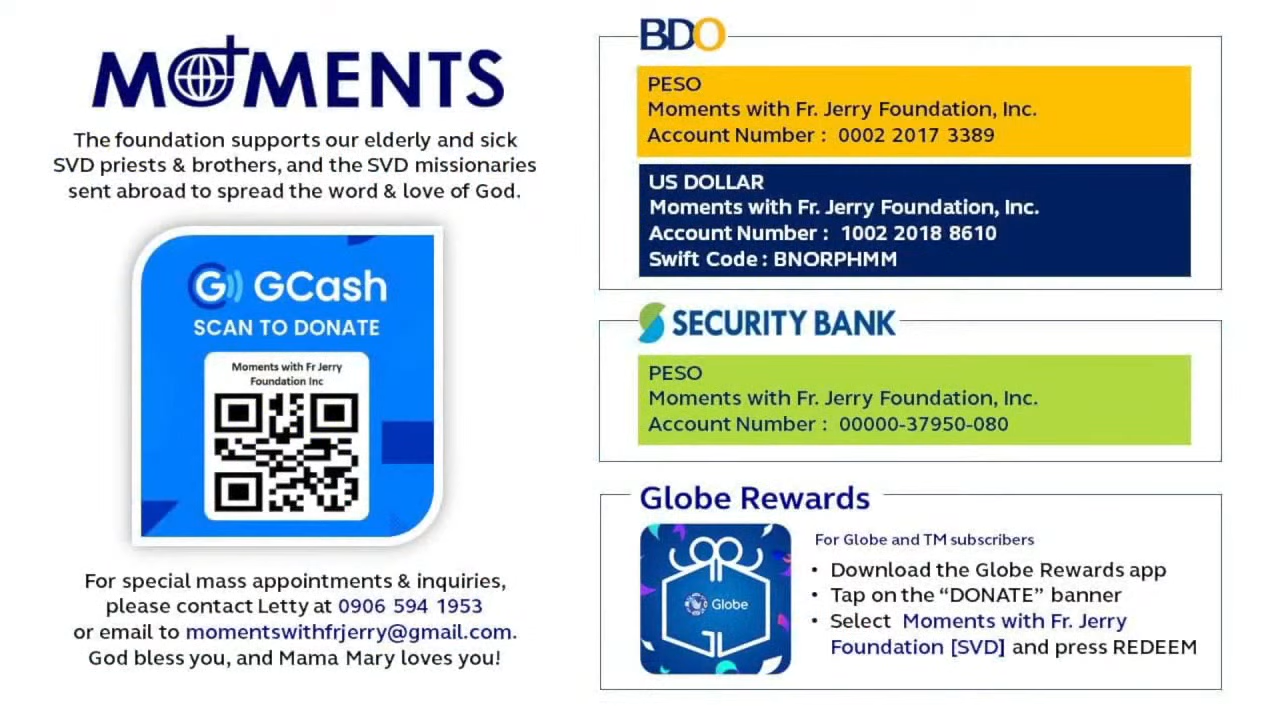 MOMENTS
The foundation supports our elderly and sick
SVD priests & brothers, and the SVD missionaries
sent abroad to spread the word & love of God.
GCash
SCAN TO DONATE
Moments with Fr Jerry
Foundation Inc
For special mass appointments & inquiries,
please contact Letty at 0906 594 1953
or email to momentswithfrjerry@gmail.com.
God bless you, and Mama Mary loves you!
BDO
PESO
Moments with Fr. Jerry Foundation, Inc.
Account Number : 0002 2017 3389
US DOLLAR
Moments with Fr. Jerry Foundation, Inc.
Account Number : 1002 2018 8610
Swift Code : BNORPHMM
SECURITY BANK
PESO
Moments with Fr. Jerry Foundation, Inc.
Account Number : 00000-37950-080
Globe Rewards
Globe
For Globe and TM subscribers
• Download the Globe Rewards app
• Tap on the “DONATE” banner
• Select Moments with Fr. Jerry
Foundation [SVD] and press REDEEM